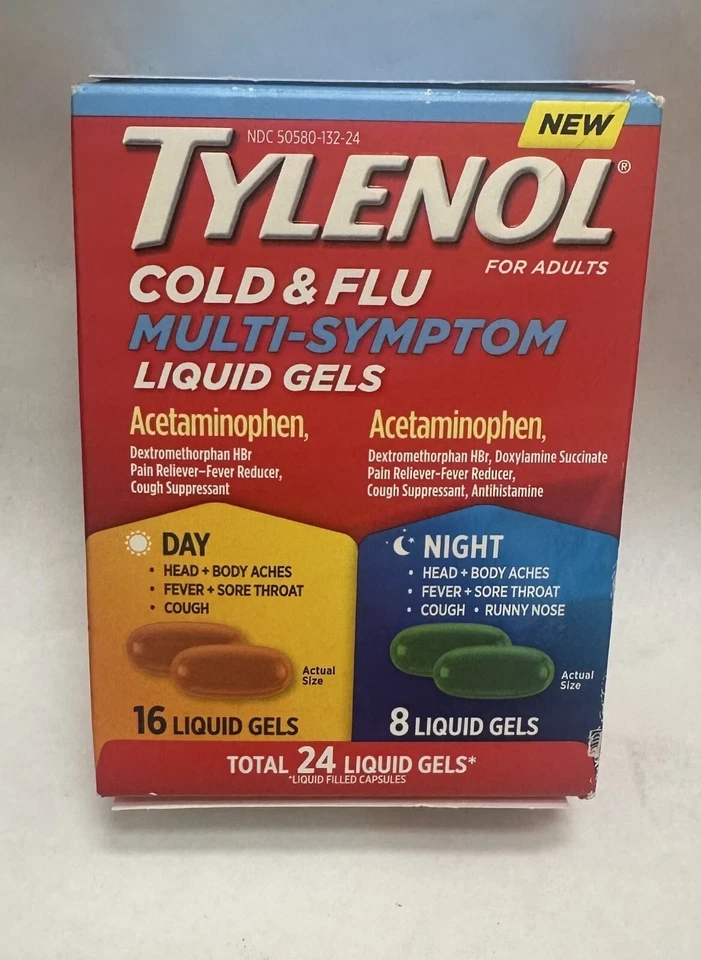 NEW
NDC 50580-132-24
TYLENOL®
FOR ADULTS
COLD & FLU
MULTI-SYMPTOM
LIQUID GELS
Acetaminophen,
Dextromethorphan HBr
Pain Reliever–Fever Reducer,
Cough Suppressant
Acetaminophen,
Dextromethorphan HBr, Doxylamine Succinate
Pain Reliever–Fever Reducer,
Cough Suppressant, Antihistamine
DAY
• HEAD + BODY ACHES
• FEVER + SORE THROAT
• COUGH
Actual
Size
16 LIQUID GELS
NIGHT
• HEAD + BODY ACHES
• FEVER + SORE THROAT
• COUGH • RUNNY NOSE
Actual
Size
8 LIQUID GELS
TOTAL 24 LIQUID GELS*
*LIQUID FILLED CAPSULES